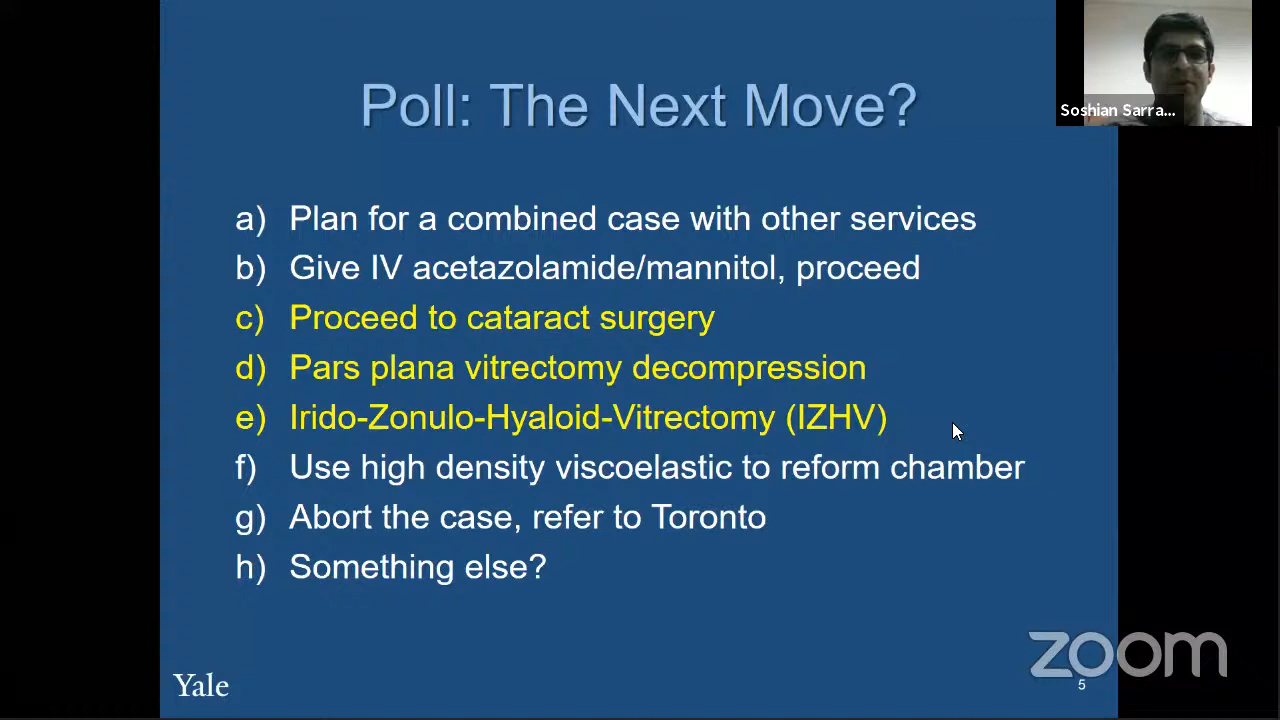 Poll: The Next Move?
Soshian Sarra...
a) Plan for a combined case with other services
b) Give IV acetazolamide/mannitol, proceed
c) Proceed to cataract surgery
d) Pars plana vitrectomy decompression
e) Irido-Zonulo-Hyaloid-Vitrectomy (IZHV)
f) Use high density viscoelastic to reform chamber
g) Abort the case, refer to Toronto
h) Something else?
zoom
Yale
5